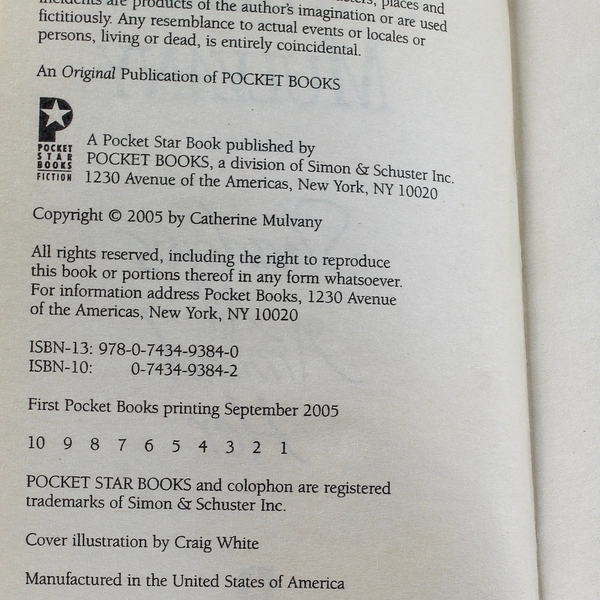 incidents are products of the author's imagination or are used
fictitiously. Any resemblance to actual events or locales or
persons, living or dead, is entirely coincidental.
An Original Publication of POCKET BOOKS
POCKET
STAR
BOOKS
FICTION
A Pocket Star Book published by
POCKET BOOKS, a division of Simon & Schuster Inc.
1230 Avenue of the Americas, New York, NY 10020
Copyright © 2005 by Catherine Mulvany
All rights reserved, including the right to reproduce
this book or portions thereof in any form whatsoever.
For information address Pocket Books, 1230 Avenue
of the Americas, New York, NY 10020
ISBN-13: 978-0-7434-9384-0
ISBN-10: 0-7434-9384-2
First Pocket Books printing September 2005
10 9 8 7 6 5 4 3 2 1
POCKET STAR BOOKS and colophon are registered
trademarks of Simon & Schuster Inc.
Cover illustration by Craig White
Manufactured in the United States of America